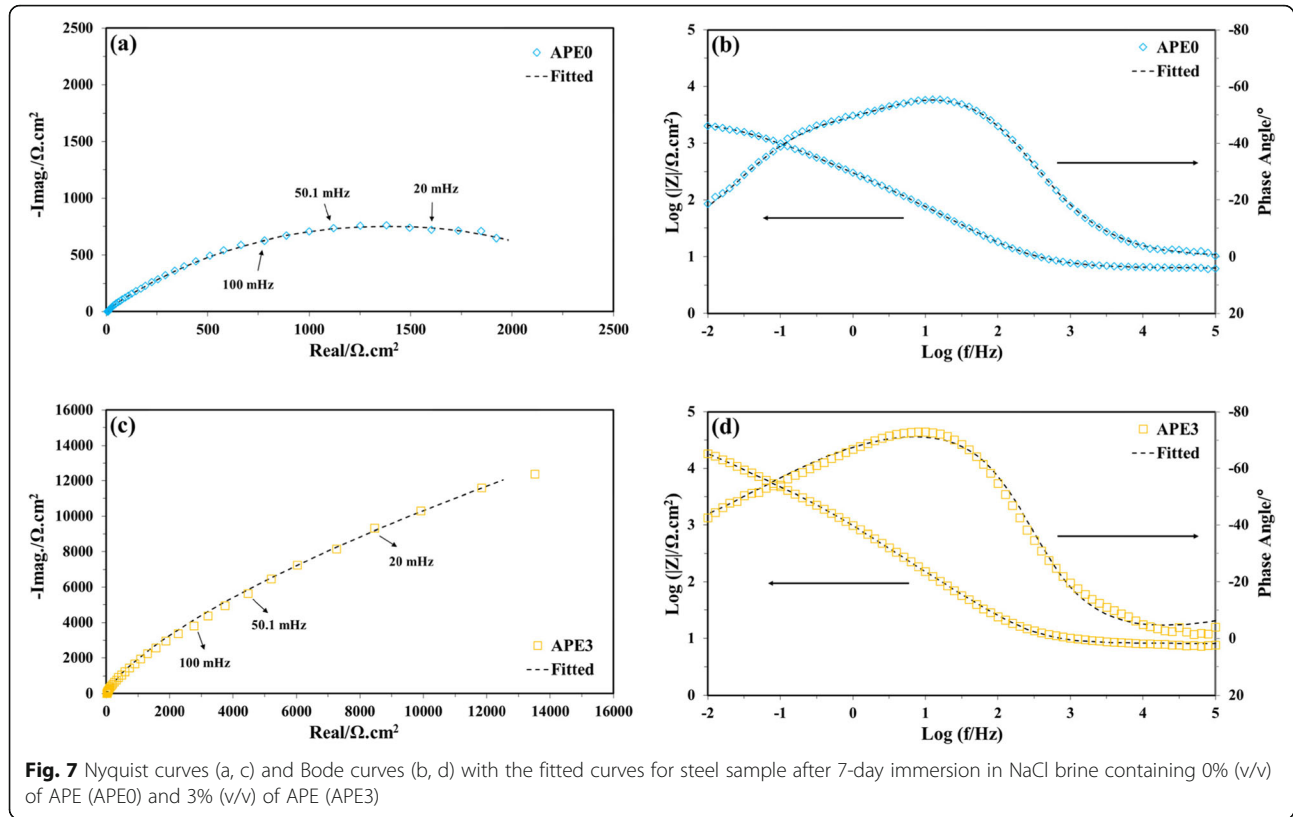 (a)
APE0
Fitted
2500
2000
1500
1000
500
0
-Imag./Ω.cm²
50.1 mHz
20 mHz
100 mHz
0 500 1000 1500 2000 2500
Real/Ω.cm²
(b)
APE0
Fitted
5
4
3
2
1
0
Log (|Z|/Ω.cm²)
-80
-60
-40
-20
0
20
Phase Angle/°
-2 -1 0 1 2 3 4 5
Log (f/Hz)
(c)
16000
14000
12000
10000
8000
6000
4000
2000
0
-Imag./Ω.cm²
20 mHz
50.1 mHz
100 mHz
APE3
Fitted
0 2000 4000 6000 8000 10000 12000 14000 16000
Real/Ω.cm²
(d)
APE3
Fitted
5
4
3
2
1
0
Log (|Z|/Ω.cm²)
-80
-60
-40
-20
0
20
Phase Angle/°
-2 -1 0 1 2 3 4 5
Log (f/Hz)
Fig. 7 Nyquist curves (a, c) and Bode curves (b, d) with the fitted curves for steel sample after 7-day immersion in NaCl brine containing 0% (v/v)
of APE (APE0) and 3% (v/v) of APE (APE3)